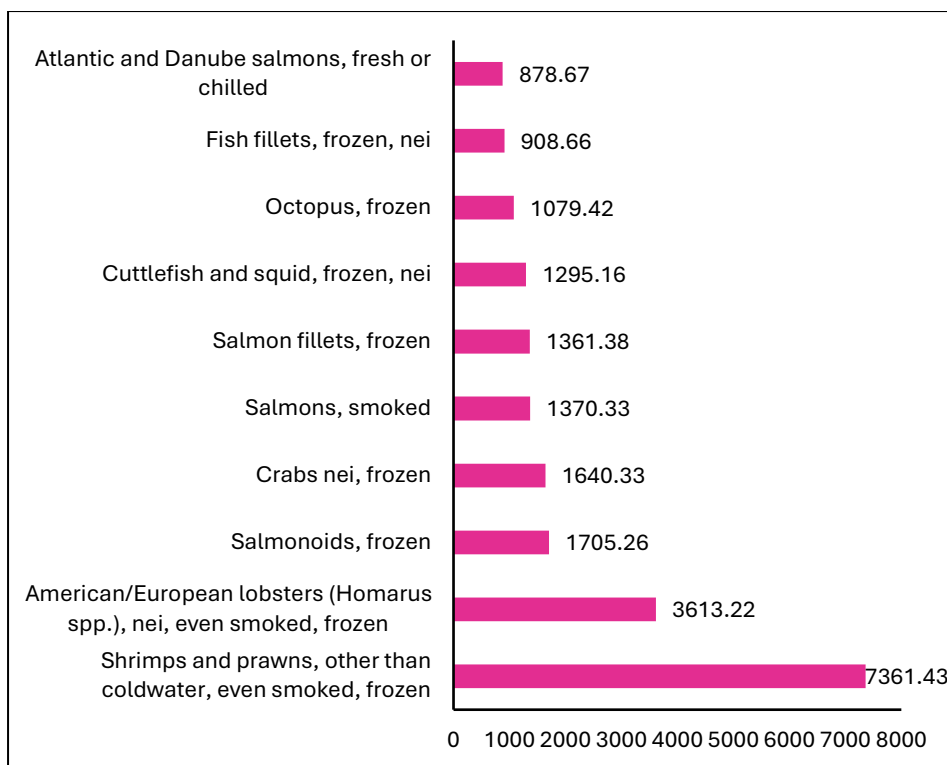 Atlantic and Danube salmons, fresh or
chilled
878.67
Fish fillets, frozen, nei
908.66
Octopus, frozen
1079.42
Cuttlefish and squid, frozen, nei
1295.16
Salmon fillets, frozen
1361.38
Salmons, smoked
1370.33
Crabs nei, frozen
1640.33
Salmonoids, frozen
1705.26
American/European lobsters (Homarus
spp.), nei, even smoked, frozen
3613.22
Shrimps and prawns, other than
coldwater, even smoked, frozen
7361.43
0 1000 2000 3000 4000 5000 6000 7000 8000